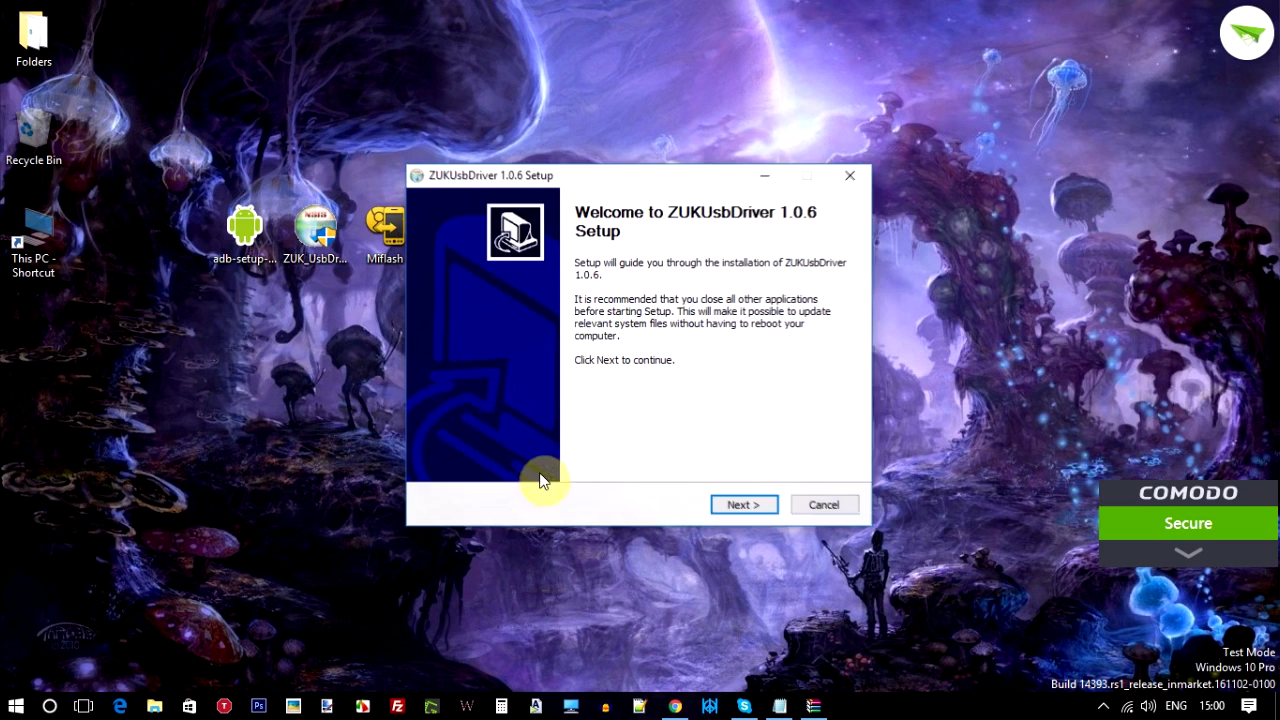 Folders
Recycle Bin
This PC -
Shortcut
adb-setup-...
ZUK_UsbDr...
Miflash
ZUKUsbDriver 1.0.6 Setup
Welcome to ZUKUsbDriver 1.0.6
Setup
Setup will guide you through the installation of ZUKUsbDriver
1.0.6.
It is recommended that you close all other applications
before starting Setup. This will make it possible to update
relevant system files without having to reboot your
computer.
Click Next to continue.
Next >
Cancel
COMODO
Secure
Test Mode
Windows 10 Pro
Build 14393.rs1_release_inmarket.161102-0100
ENG
15:00